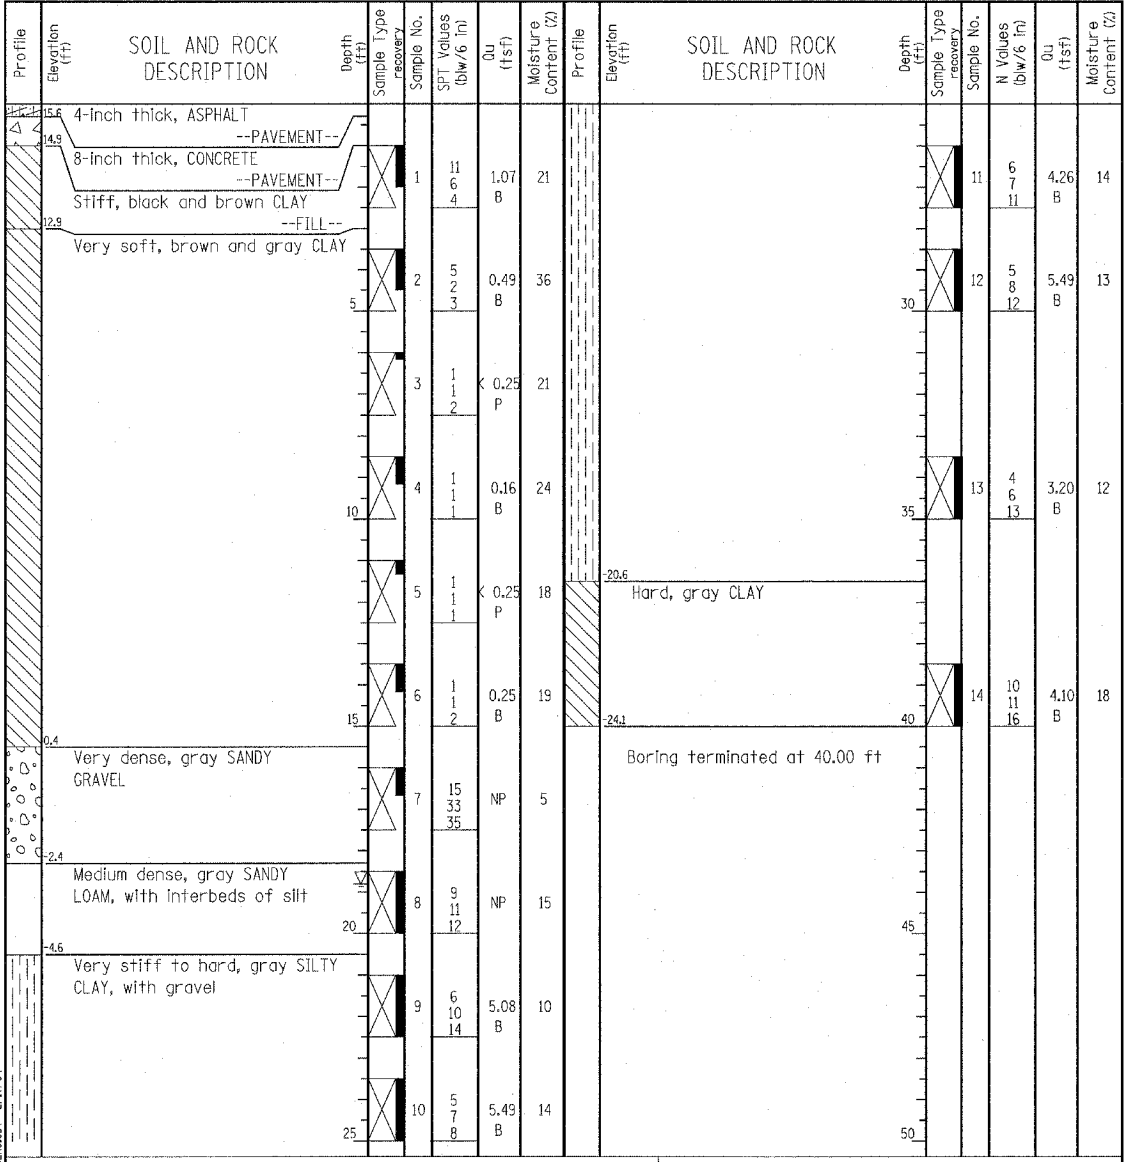 Profile
Elevation (ft)
SOIL AND ROCK
DESCRIPTION
Depth (ft)
Sample Type
recovery
Sample No.
SPT Values (blw/6 in)
Qu (tsf)
Moisture Content (%)
15.6 4-inch thick, ASPHALT
--PAVEMENT--
14.9
8-inch thick, CONCRETE
--PAVEMENT--
Stiff, black and brown CLAY
12.9 --FILL--
Very soft, brown and gray CLAY
1 11 6 4 1.07 B 21
5
2 5 2 3 0.49 B 36
3 1 1 2 < 0.25 P 21
10
4 1 1 1 0.16 B 24
5 1 1 1 < 0.25 P 18
15
6 1 1 2 0.25 B 19
0.4
Very dense, gray SANDY
GRAVEL
7 15 33 35 NP 5
-2.4
Medium dense, gray SANDY
LOAM, with interbeds of silt
20
8 9 11 12 NP 15
-4.6
Very stiff to hard, gray SILTY
CLAY, with gravel
9 6 10 14 5.08 B 10
25
10 5 7 8 5.49 B 14
Profile
Elevation (ft)
SOIL AND ROCK
DESCRIPTION
Depth (ft)
Sample Type
recovery
Sample No.
N Values (blw/6 in)
Qu (tsf)
Moisture Content (%)
11 6 7 11 4.26 B 14
30
12 5 8 12 5.49 B 13
35
13 4 6 13 3.20 B 12
-20.6
Hard, gray CLAY
40
14 10 11 16 4.10 B 18
-24.1
Boring terminated at 40.00 ft
45
50